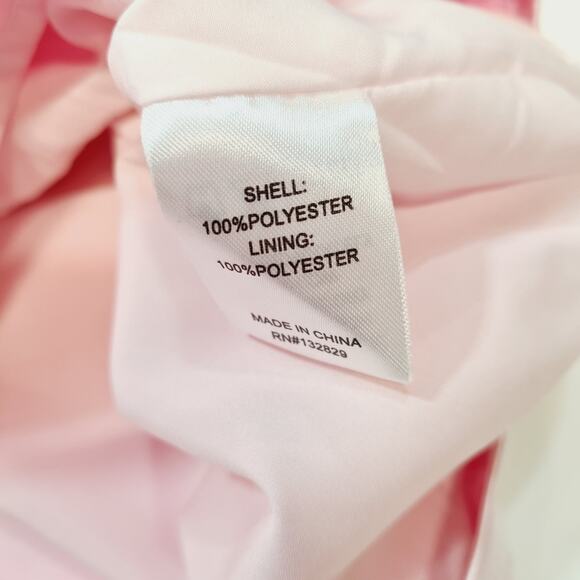 SHELL:
100%POLYESTER
LINING:
100%POLYESTER
MADE IN CHINA
RN#132829